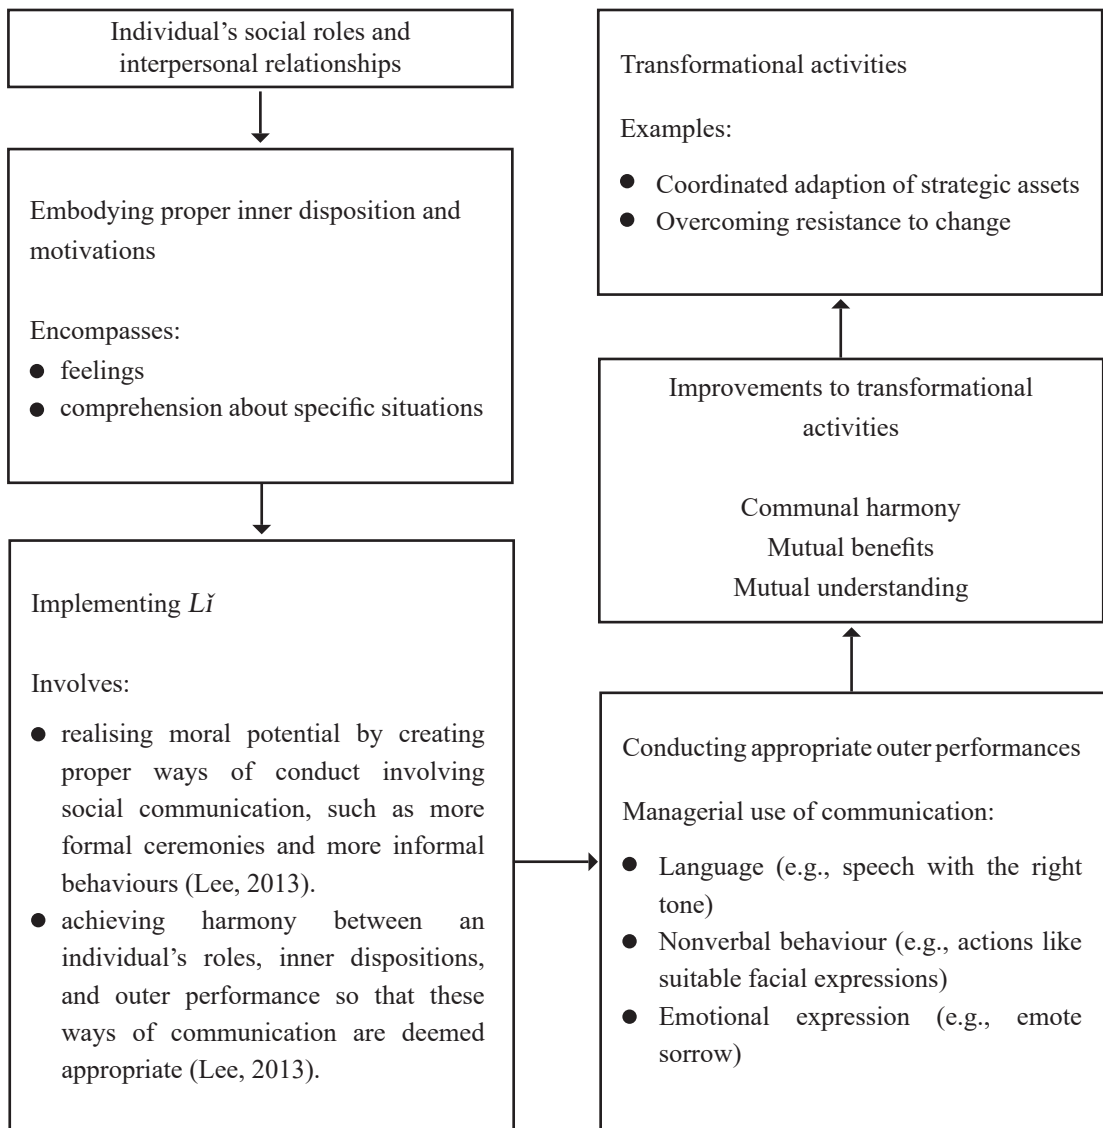 Individual's social roles and
interpersonal relationships
Embodying proper inner disposition and
motivations
Encompasses:
● feelings
● comprehension about specific situations
Implementing Lǐ
Involves:
● realising moral potential by creating
proper ways of conduct involving
social communication, such as more
formal ceremonies and more informal
behaviours (Lee, 2013).
● achieving harmony between an
individual's roles, inner dispositions,
and outer performance so that these
ways of communication are deemed
appropriate (Lee, 2013).
Conducting appropriate outer performances
Managerial use of communication:
● Language (e.g., speech with the right
tone)
● Nonverbal behaviour (e.g., actions like
suitable facial expressions)
● Emotional expression (e.g., emote
sorrow)
Improvements to transformational
activities
Communal harmony
Mutual benefits
Mutual understanding
Transformational activities
Examples:
● Coordinated adaption of strategic assets
● Overcoming resistance to change